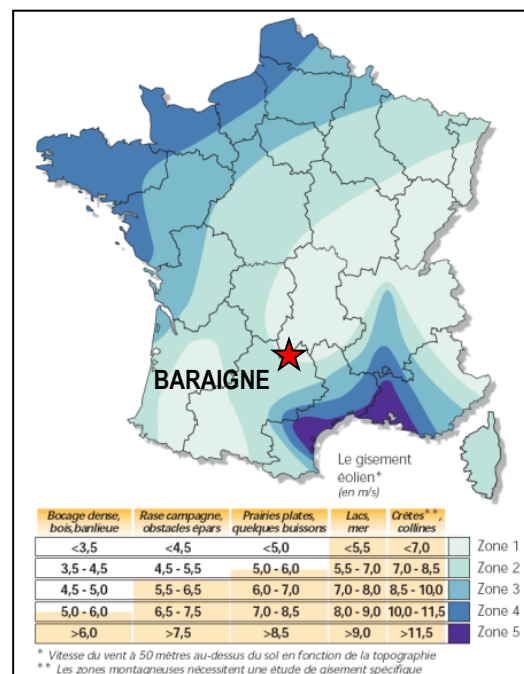 BARAIGNE
Le gisement
éolien*
(en m/s)
Bocage dense, bois,banlieue | Rase campagne, obstacles épars | Prairies plates, quelques buissons | Lacs, mer | Crêtes**, collines
<3,5 <4,5 <5,0 <5,5 <7,0 Zone 1
3,5 - 4,5 4,5 - 5,5 5,0 - 6,0 5,5 - 7,0 7,0 - 8,5 Zone 2
4,5 - 5,0 5,5 - 6,5 6,0 - 7,0 7,0 - 8,0 8,5 - 10,0 Zone 3
5,0 - 6,0 6,5 - 7,5 7,0 - 8,5 8,0 - 9,0 10,0 - 11,5 Zone 4
>6,0 >7,5 >8,5 >9,0 >11,5 Zone 5
* Vitesse du vent à 50 mètres au-dessus du sol en fonction de la topographie
** Les zones montagneuses nécessitent une étude de gisement spécifique